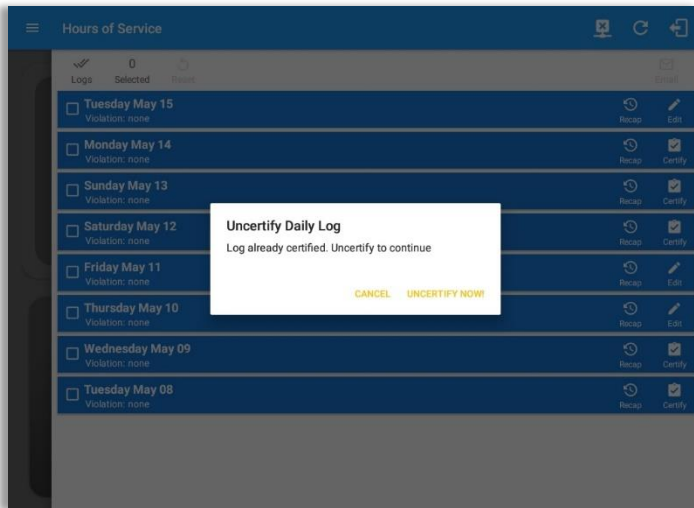 Hours of Service
0
Logs Selected Reset Email
Tuesday May 15
Violation: none
Recap Edit
Monday May 14
Violation: none
Recap Certify
Sunday May 13
Violation: none
Recap Certify
Saturday May 12
Violation: none
Recap Certify
Uncertify Daily Log
Log already certified. Uncertify to continue
CANCEL UNCERTIFY NOW!
Friday May 11
Violation: none
Recap Edit
Thursday May 10
Violation: none
Recap Edit
Wednesday May 09
Violation: none
Recap Certify
Tuesday May 08
Violation: none
Recap Certify